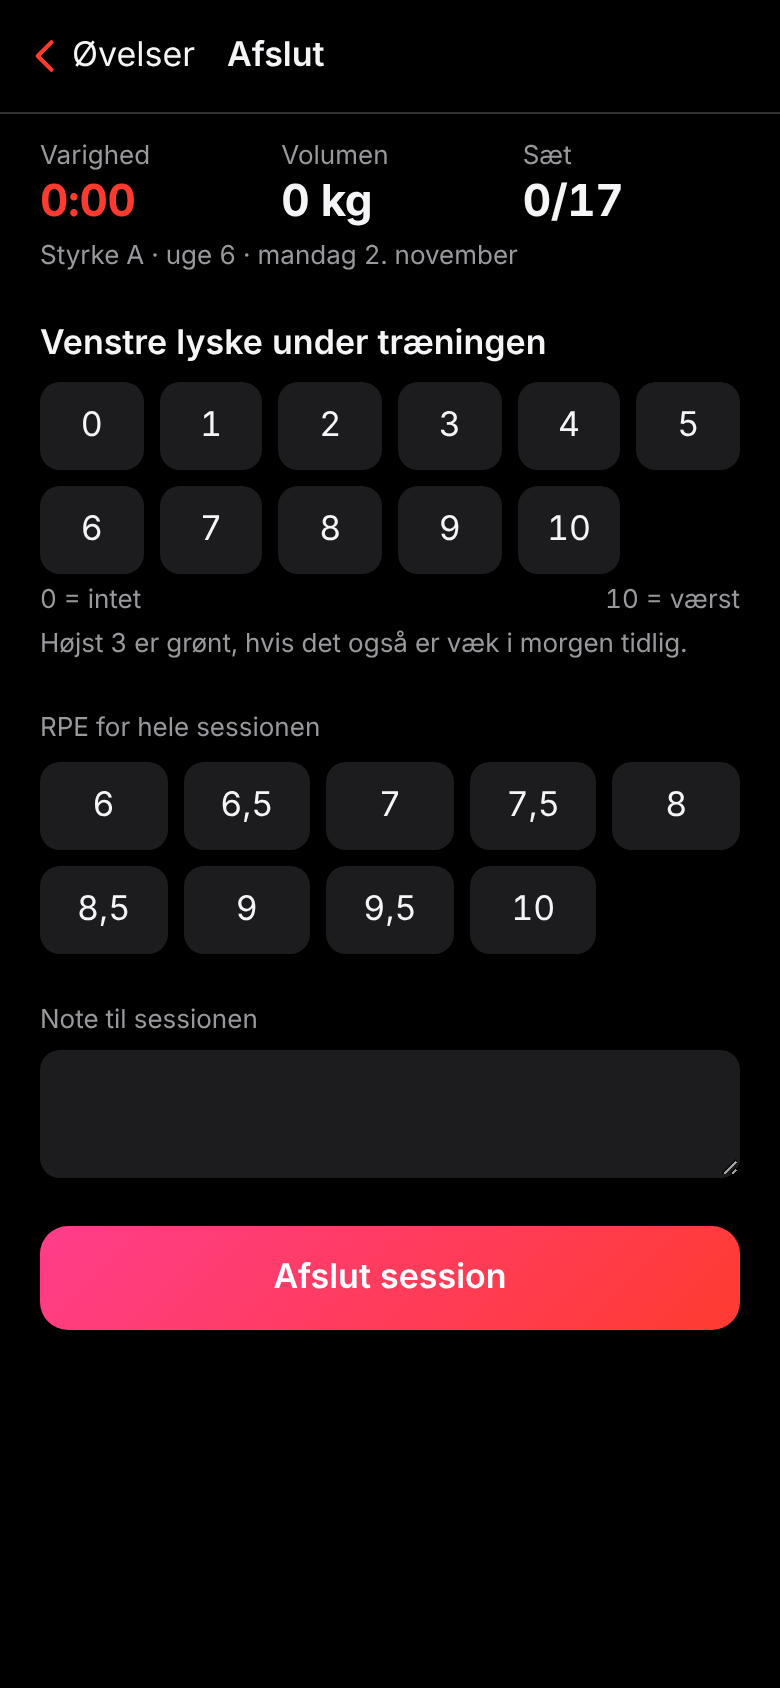 Øvelser Afslut
Varighed Volumen Sæt
0:00 0 kg 0/17
Styrke A · uge 6 · mandag 2. november
Venstre lyske under træningen
0 1 2 3 4 5
6 7 8 9 10
0 = intet 10 = værst
Højst 3 er grønt, hvis det også er væk i morgen tidlig.
RPE for hele sessionen
6 6,5 7 7,5 8
8,5 9 9,5 10
Note til sessionen
Afslut session